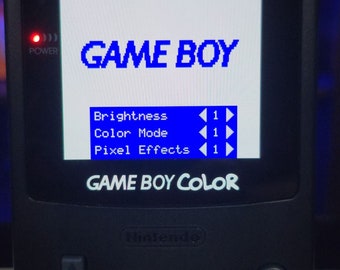 POWER
GAME BOY
Brightness ◀ 1 ▶
Color Mode ◀ 1 ▶
Pixel Effects ◀ 1 ▶
GAME BOY COLOR
Nintendo